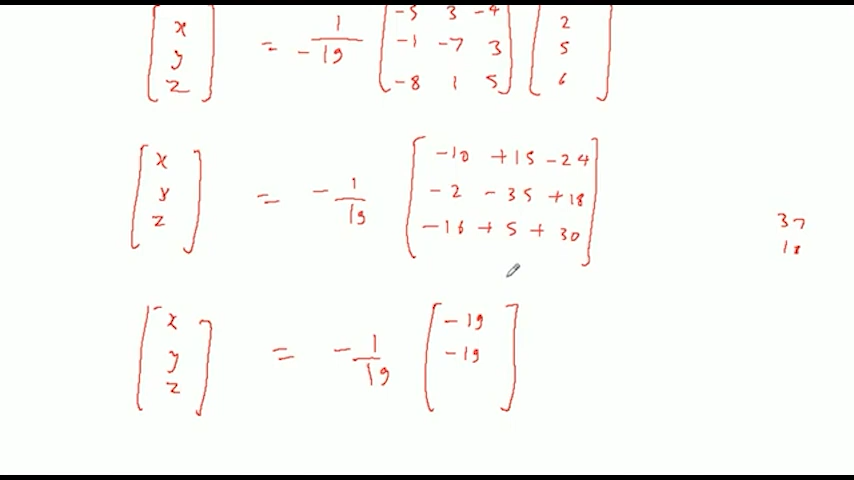 [x y z] = 1/-19 [-5 3 -4
-1 -7 3
-8 1 5] [2
5
6]
[x y z] = -1/19 [-10 +15 -24
-2 -35 +18
-16 + 5 + 30]
37
18
[x y z] = -1/19 [-19
-19]